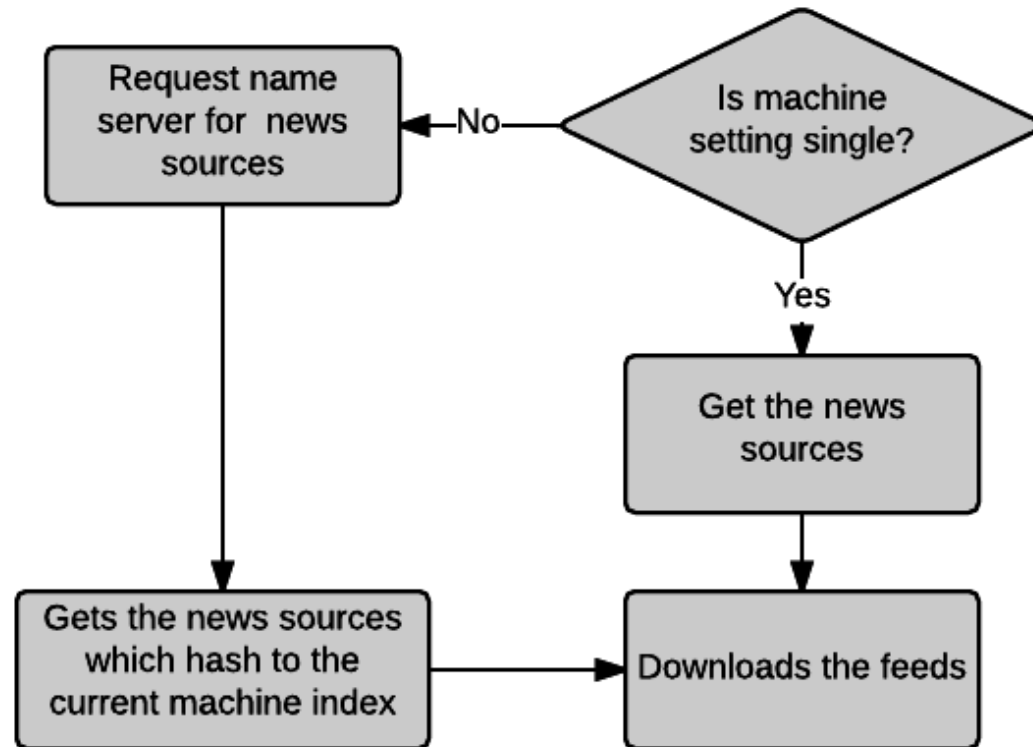 Request name
server for news
sources
No
Is machine
setting single?
Yes
Get the news
sources
Gets the news sources
which hash to the
current machine index
Downloads the feeds